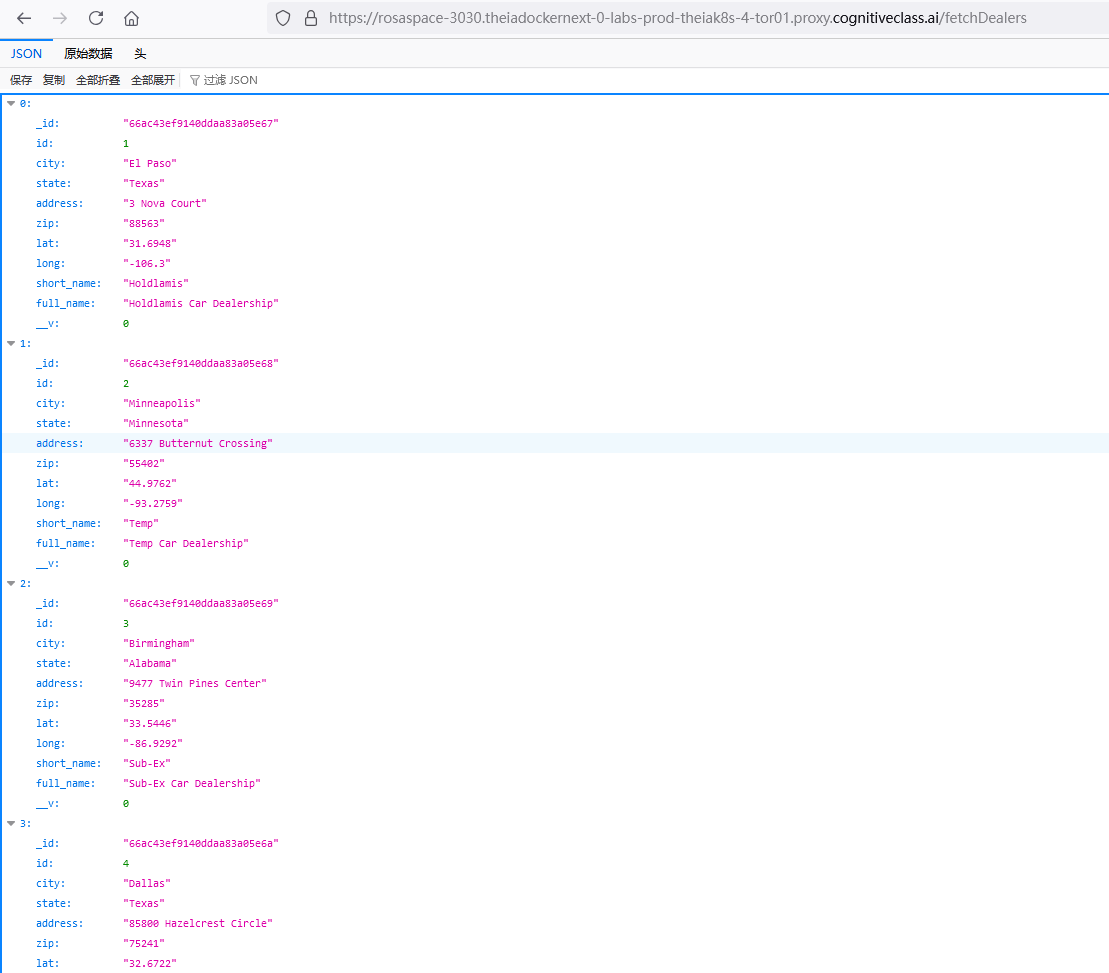 https://rosaspace-3030.theiadockernext-0-labs-prod-theiak8s-4-tor01.proxy.cognitiveclass.ai/fetchDealers
JSON 原始数据 头
保存 复制 全部折叠 全部展开 过滤 JSON
0:
_id: "66ac43ef9140ddaa83a05e67"
id: 1
city: "El Paso"
state: "Texas"
address: "3 Nova Court"
zip: "88563"
lat: "31.6948"
long: "-106.3"
short_name: "Holdlamis"
full_name: "Holdlamis Car Dealership"
__v: 0
1:
_id: "66ac43ef9140ddaa83a05e68"
id: 2
city: "Minneapolis"
state: "Minnesota"
address: "6337 Butternut Crossing"
zip: "55402"
lat: "44.9762"
long: "-93.2759"
short_name: "Temp"
full_name: "Temp Car Dealership"
__v: 0
2:
_id: "66ac43ef9140ddaa83a05e69"
id: 3
city: "Birmingham"
state: "Alabama"
address: "9477 Twin Pines Center"
zip: "35285"
lat: "33.5446"
long: "-86.9292"
short_name: "Sub-Ex"
full_name: "Sub-Ex Car Dealership"
__v: 0
3:
_id: "66ac43ef9140ddaa83a05e6a"
id: 4
city: "Dallas"
state: "Texas"
address: "85800 Hazelcrest Circle"
zip: "75241"
lat: "32.6722"